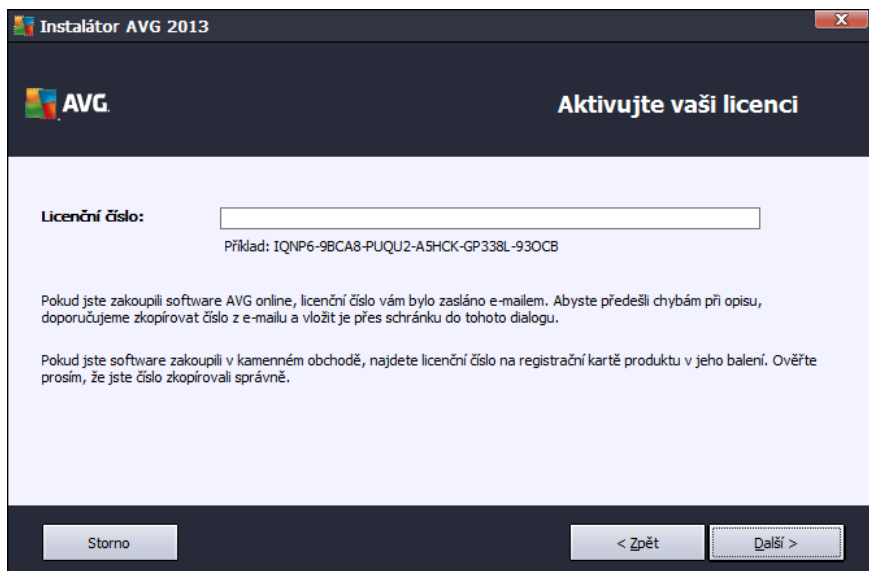 Instalátor AVG 2013
AVG.
Aktivujte vaši licenci
Licenční číslo:
Příklad: IQNP6-9BCA8-PUQU2-A5HCK-GP338L-93OCB
Pokud jste zakoupili software AVG online, licenční číslo vám bylo zasláno e-mailem. Abyste předešli chybám při opisu,
doporučujeme zkopírovat číslo z e-mailu a vložit je přes schránku do tohoto dialogu.
Pokud jste software zakoupili v kamenném obchodě, najdete licenční číslo na registrační kartě produktu v jeho balení. Ověřte
prosím, že jste číslo zkopírovali správně.
Storno
< Zpět
Další >